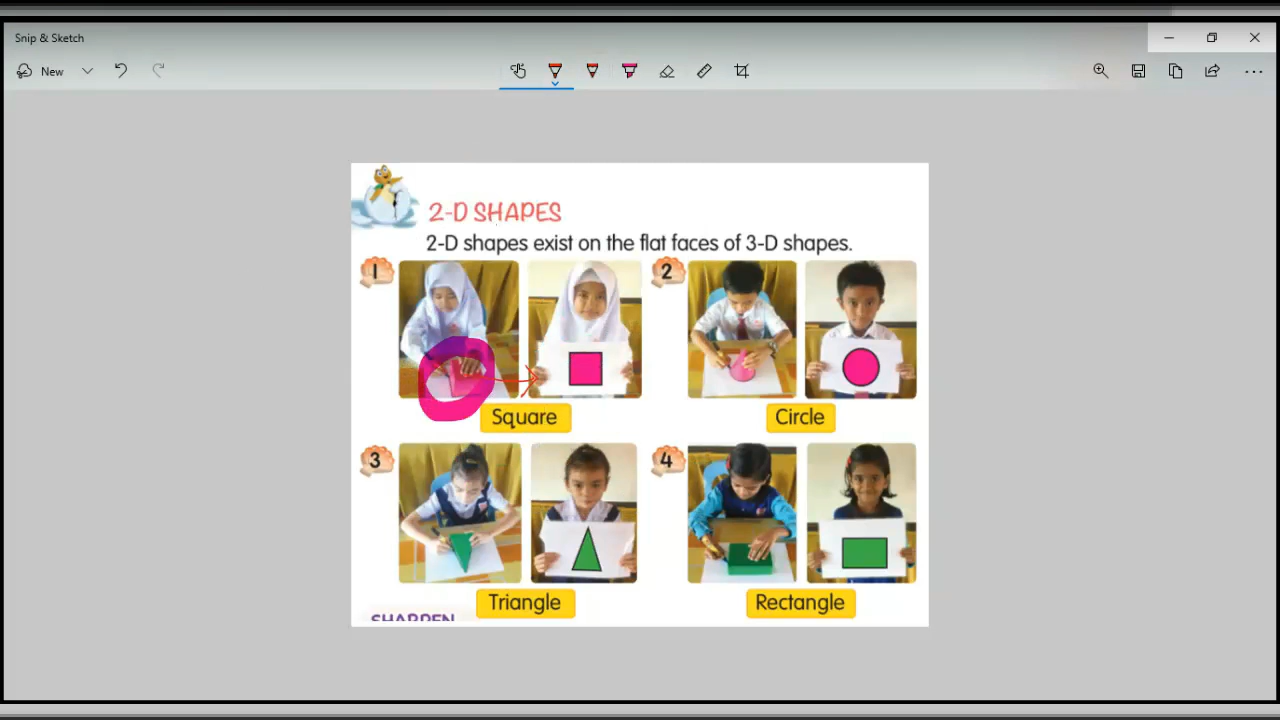 Snip & Sketch
New
2-D SHAPES
2-D shapes exist on the flat faces of 3-D shapes.
1
2
Square
Circle
3
4
Triangle
Rectangle
SHARPEN